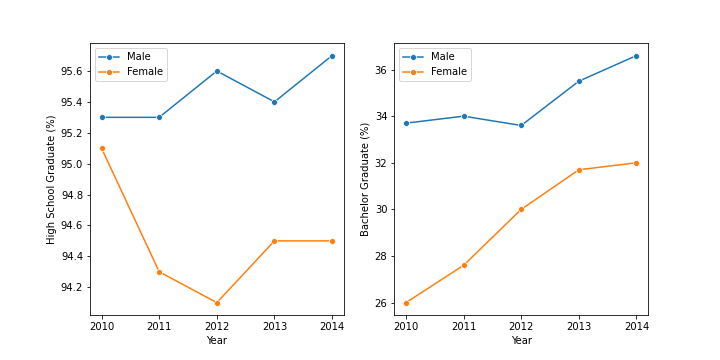 Male
Female
95.6
95.4
95.2
95.0
94.8
94.6
94.4
94.2
High School Graduate (%)
2010 2011 2012 2013 2014
Year
Male
Female
36
34
32
30
28
26
Bachelor Graduate (%)
2010 2011 2012 2013 2014
Year